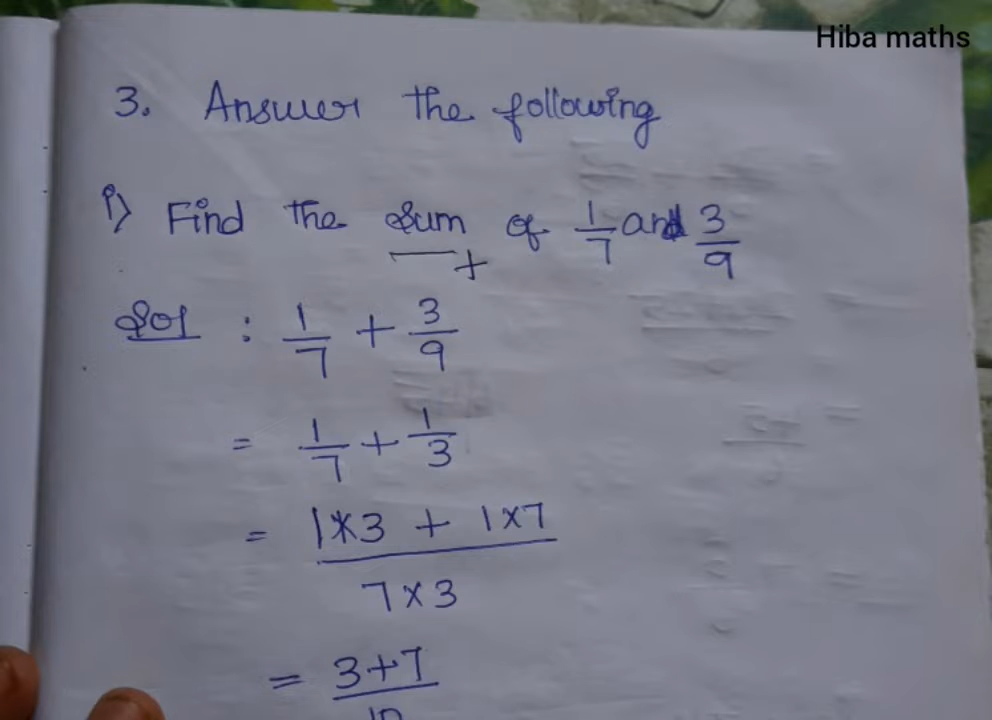 Hiba maths
3. Answer the following
i) Find the Sum of 1/7 and 3/9
+
Sol : 1/7 + 3/9
= 1/7 + 1/3
= (1×3 + 1×7)/(7×3)
= 3+7